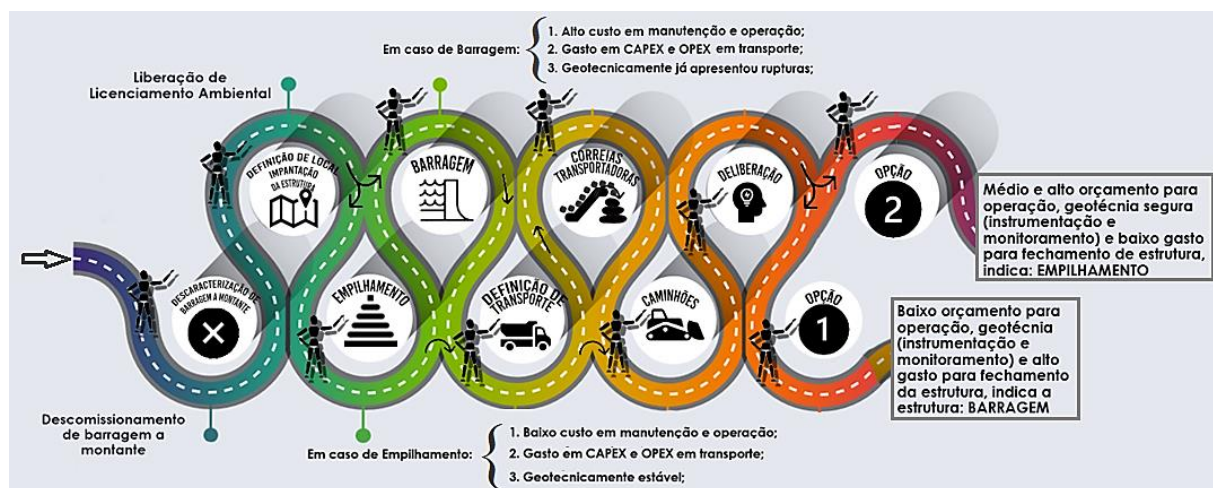 Em caso de Barragem:
1. Alto custo em manutenção e operação;
2. Gasto em CAPEX e OPEX em transporte;
3. Geotecnicamente já apresentou rupturas;
Liberação de
Licenciamento Ambiental
DEFINIÇÃO DE LOCAL
IMPANTAÇÃO
DA ESTRUTURA
BARRAGEM
CORREIAS
TRANSPORTADORAS
DELIBERAÇÃO
OPÇÃO
2
Médio e alto orçamento para
operação, geotécnia segura
(instrumentação e
monitoramento) e baixo gasto
para fechamento de estrutura,
indica: EMPILHAMENTO
DESCARACTERIZAÇÃO DE
BARRAGEM A MONTANTE
EMPILHAMENTO
DEFINIÇÃO DE
TRANSPORTE
CAMINHÕES
OPÇÃO
1
Baixo orçamento para
operação, geotécnia
(instrumentação e
monitoramento) e alto
gasto para fechamento
da estrutura, indica a
estrutura: BARRAGEM
Descomissionamento
de barragem a
montante
Em caso de Empilhamento:
1. Baixo custo em manutenção e operação;
2. Gasto em CAPEX e OPEX em transporte;
3. Geotecnicamente estável;